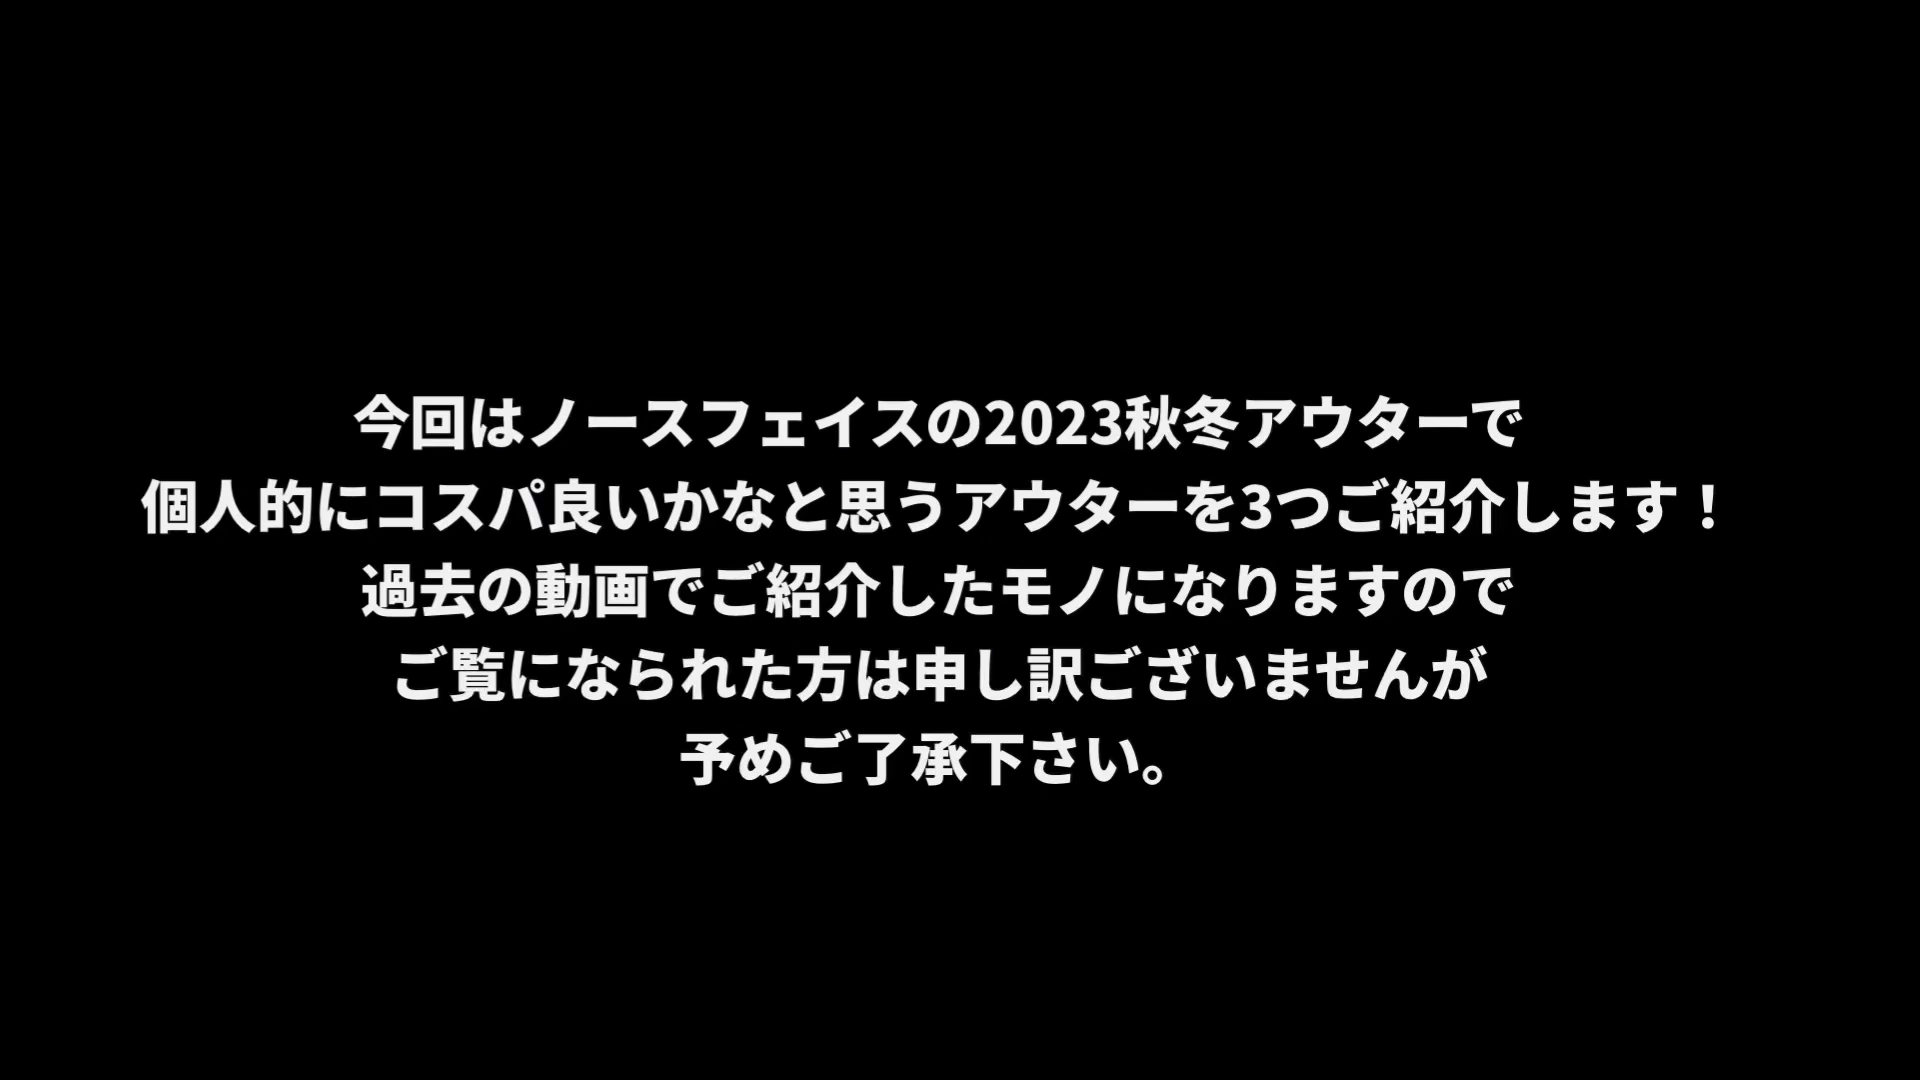 今回はノースフェイスの2023秋冬アウターで
個人的にコスパ良いかなと思うアウターを3つご紹介します！
過去の動画でご紹介したモノになりますので
ご覧になられた方は申し訳ございませんが
予めご了承下さい。